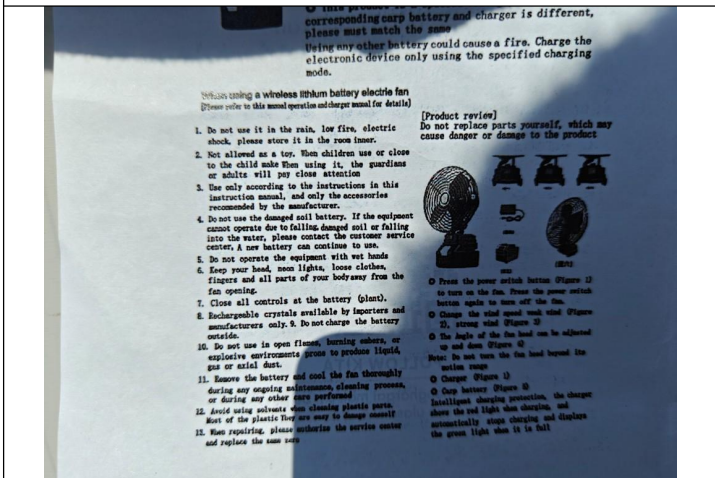 This product is a
corresponding carp battery and charger is different,
please must match the same
Using any other battery could cause a fire. Charge the
electronic device only using the specified charging
mode.
using a wireless lithium battery electric fan
[Please refer to this manual operation and charger manual for details]
1. Do not use it in the rain, low fire, electric
shock, please store it in the room inner.
2. Not allowed as a toy. When children use or close
to the child make When using it, the guardians
or adults will pay close attention
3. Use only according to the instructions in this
instruction manual, and only the accessories
recommended by the manufacturer.
4. Do not use the damaged soil battery. If the equipment
cannot operate due to falling, damaged soil or falling
into the water, please contact the customer service
center, A new battery can continue to use.
5. Do not operate the equipment with wet hands
6. Keep your head, neon lights, loose clothes,
fingers and all parts of your body away from the
fan opening.
7. Close all controls at the battery (plant).
8. Rechargeable crystals available by importers and
manufacturers only. 9. Do not charge the battery
outside.
10. Do not use in open flames, burning embers, or
explosive environments prone to produce liquid,
gas or axial dust.
11. Remove the battery and cool the fan thoroughly
during any ongoing maintenance, cleaning process,
or during any other care performed
12. Avoid using solvents when cleaning plastic parts.
Most of the plastic They are easy to damage oneself
13. When repairing, please authorize the service center
and replace the same zero
[Product review]
Do not replace parts yourself, which may
cause danger or damage to the product
Press the power switch button (Figure 1)
to turn on the fan. Press the power switch
button again to turn off the fan.
Change the wind speed weak wind (Figure
2), strong wind (Figure 3)
The Angle of the fan head can be adjusted
up and down (Figure 4)
Note: Do not turn the fan head beyond its
motion range
Charger (Figure 1)
Carp battery (Figure 5)
Intelligent charging protection, the charger
shows the red light when charging, and
automatically stops charging and displays
the green light when it is full